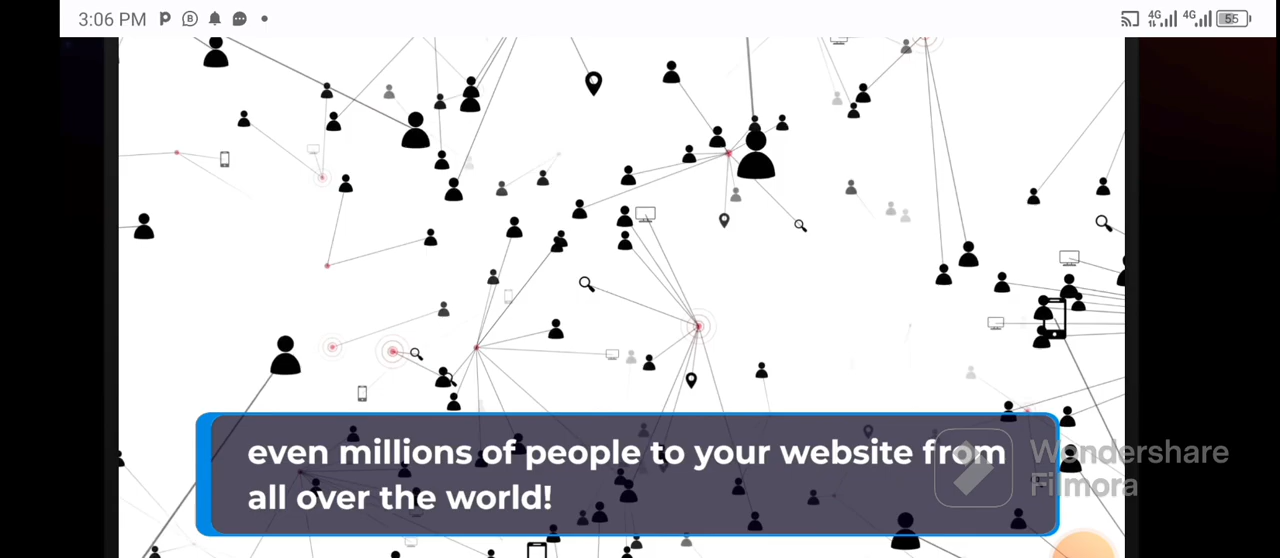 3:06 PM
4G 4G 55
even millions of people to your website from
all over the world!
Wondershare
Filmora